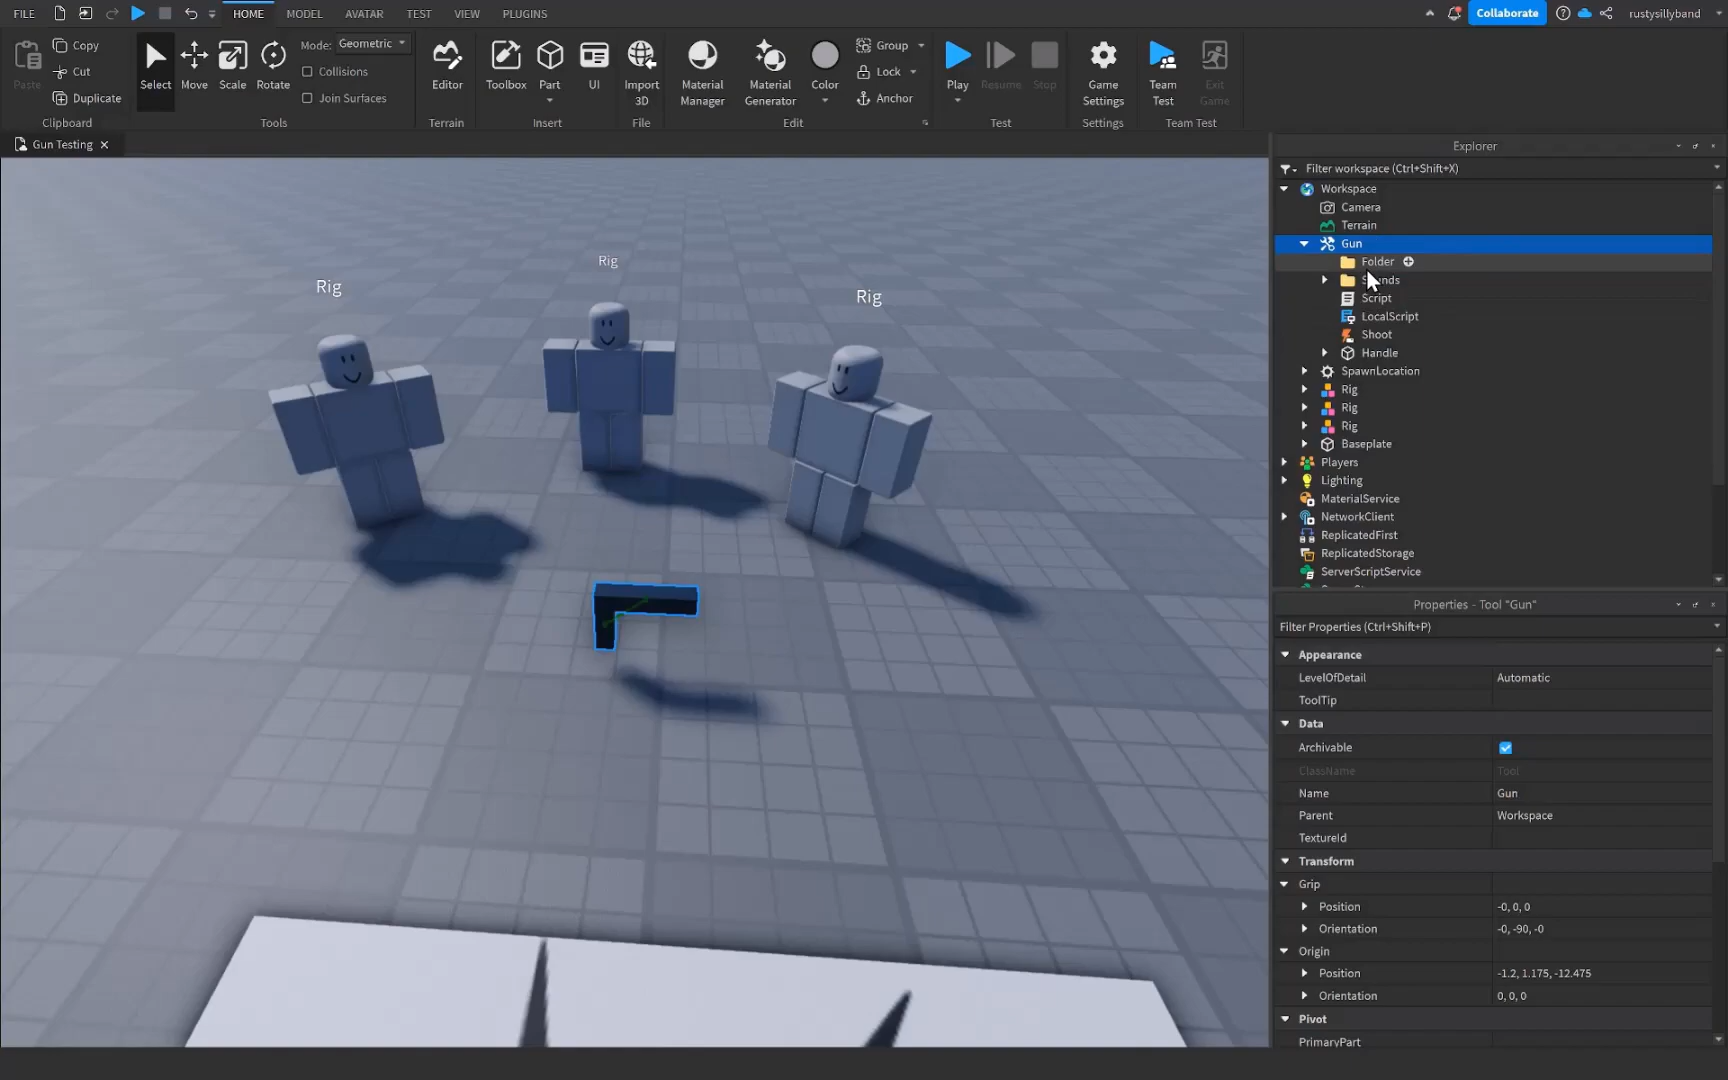 FILE HOME MODEL AVATAR TEST VIEW PLUGINS Collaborate rustysillyband
Copy Mode: Geometric Group
Cut Collisions Lock
Paste Duplicate Select Move Scale Rotate Join Surfaces Editor Toolbox Part UI Import 3D Material Manager Material Generator Color Anchor Play Resume Stop Game Settings Team Test Exit Game
Clipboard Tools Terrain Insert File Edit Test Settings Team Test
Gun Testing
Explorer
Filter workspace (Ctrl+Shift+X)
Workspace
Camera
Terrain
Gun
Folder
Script
LocalScript
Shoot
Handle
SpawnLocation
Rig
Rig
Rig
Baseplate
Players
Lighting
MaterialService
NetworkClient
ReplicatedFirst
ReplicatedStorage
ServerScriptService
Rig
Rig
Rig
Properties - Tool "Gun"
Filter Properties (Ctrl+Shift+P)
Appearance
LevelOfDetail Automatic
ToolTip
Data
Archivable
ClassName Tool
Name Gun
Parent Workspace
TextureId
Transform
Grip
Position -0, 0, 0
Orientation -0, -90, -0
Origin
Position -1.2, 1.175, -12.475
Orientation 0, 0, 0
Pivot
PrimaryPart